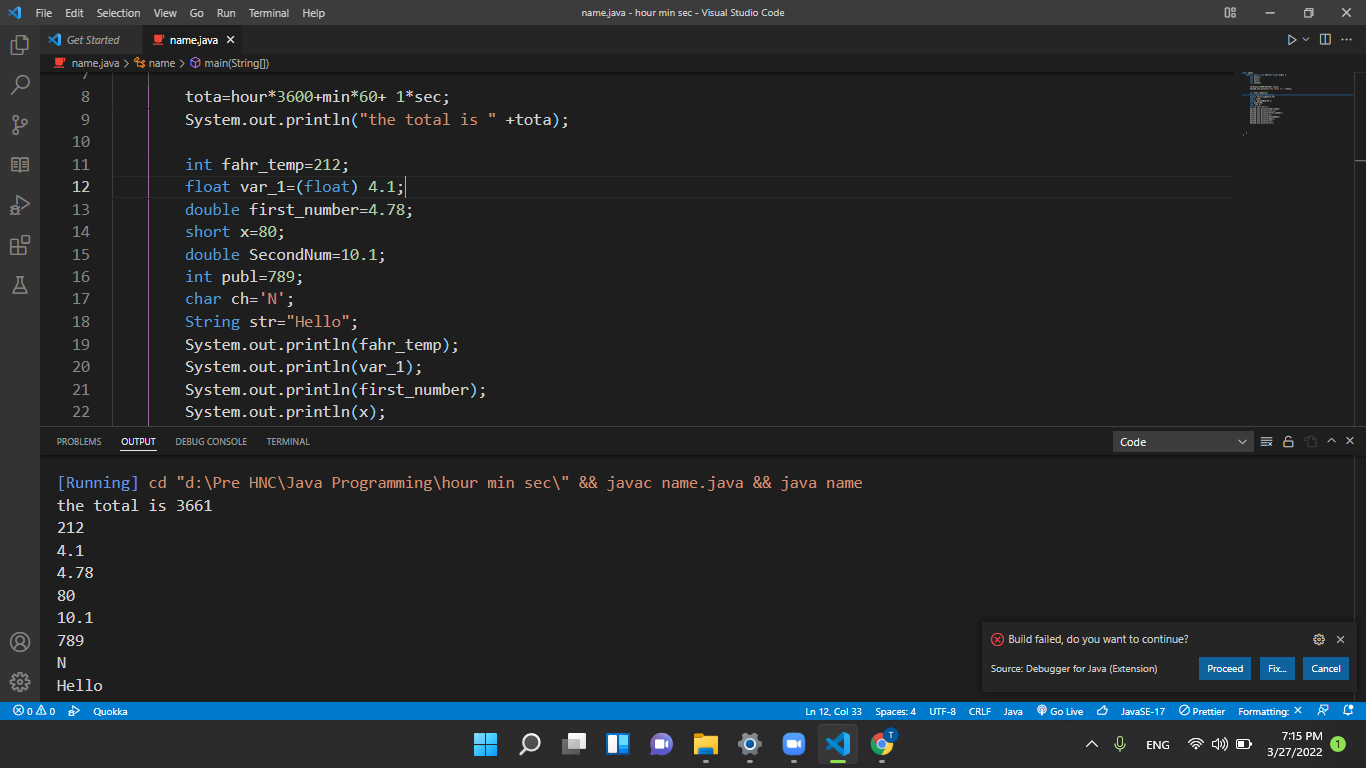 File Edit Selection View Go Run Terminal Help name.java - hour min sec - Visual Studio Code
Get Started name.java
name.java > name > main(String[])
7
8 tota=hour*3600+min*60+ 1*sec;
9 System.out.println("the total is " +tota);
10
11 int fahr_temp=212;
12 float var_1=(float) 4.1;
13 double first_number=4.78;
14 short x=80;
15 double SecondNum=10.1;
16 int publ=789;
17 char ch='N';
18 String str="Hello";
19 System.out.println(fahr_temp);
20 System.out.println(var_1);
21 System.out.println(first_number);
22 System.out.println(x);
PROBLEMS OUTPUT DEBUG CONSOLE TERMINAL Code
[Running] cd "d:\Pre HNC\Java Programming\hour min sec\" && javac name.java && java name
the total is 3661
212
4.1
4.78
80
10.1
789
N
Hello
Build failed, do you want to continue?
Source: Debugger for Java (Extension) Proceed Fix... Cancel
0 0 Quokka Ln 12, Col 33 Spaces: 4 UTF-8 CRLF Java Go Live JavaSE-17 Prettier Formatting: ×
T
ENG 7:15 PM
3/27/2022 1